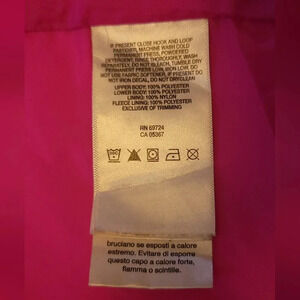 IF PRESENT CLOSE HOOK AND LOOP
FASTENER, MACHINE WASH COLD
PERMANENT PRESS, POWDERED
DETERGENT, RINSE THOROUGHLY, WASH
SEPARATELY, DO NOT BLEACH, TUMBLE DRY
PERMANENT PRESS LOW, IRON LOW, DO
NOT USE FABRIC SOFTENER, IF PRESENT DO
NOT IRON DECAL, DO NOT DRYCLEAN
UPPER BODY: 100% POLYESTER
LOWER BODY: 100% POLYESTER
LINING: 100% NYLON
FLEECE LINING: 100% POLYESTER
EXCLUSIVE OF TRIMMING
RN 69724
CA 05367
bruciano se esposti a calore
estremo. Evitare di esporre
questo capo a calore forte,
fiamma o scintille.